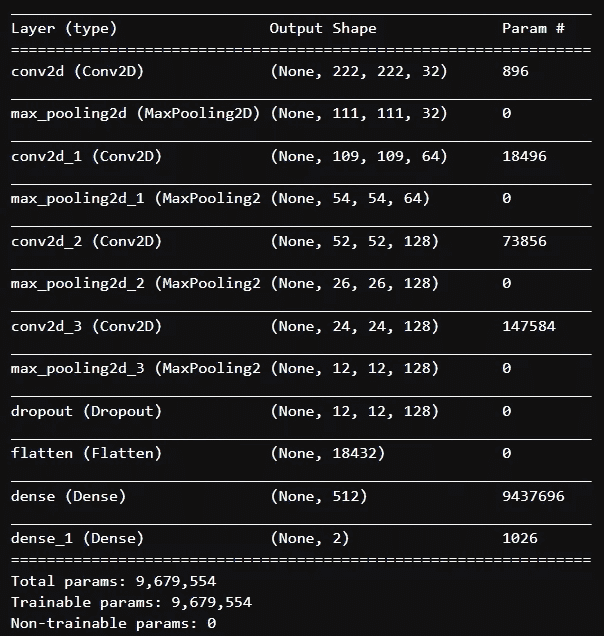 Layer (type) Output Shape Param #
conv2d (Conv2D) (None, 222, 222, 32) 896
max_pooling2d (MaxPooling2D) (None, 111, 111, 32) 0
conv2d_1 (Conv2D) (None, 109, 109, 64) 18496
max_pooling2d_1 (MaxPooling2 (None, 54, 54, 64) 0
conv2d_2 (Conv2D) (None, 52, 52, 128) 73856
max_pooling2d_2 (MaxPooling2 (None, 26, 26, 128) 0
conv2d_3 (Conv2D) (None, 24, 24, 128) 147584
max_pooling2d_3 (MaxPooling2 (None, 12, 12, 128) 0
dropout (Dropout) (None, 12, 12, 128) 0
flatten (Flatten) (None, 18432) 0
dense (Dense) (None, 512) 9437696
dense_1 (Dense) (None, 2) 1026
Total params: 9,679,554
Trainable params: 9,679,554
Non-trainable params: 0